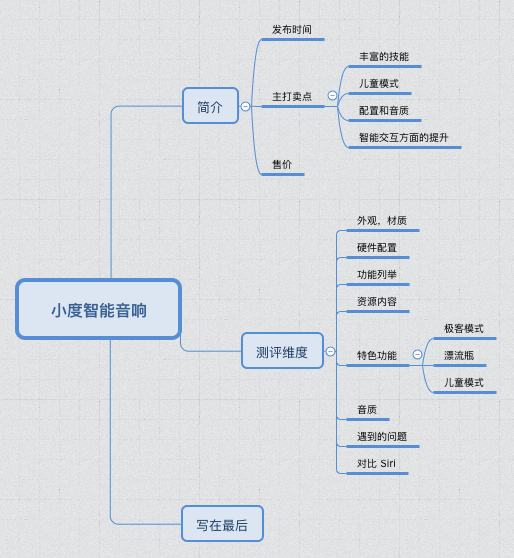 小度智能音响
简介
发布时间
主打卖点
丰富的技能
儿童模式
配置和音质
智能交互方面的提升
售价
测评维度
外观，材质
硬件配置
功能列举
资源内容
特色功能
极客模式
漂流瓶
儿童模式
音质
遇到的问题
对比 Siri
写在最后